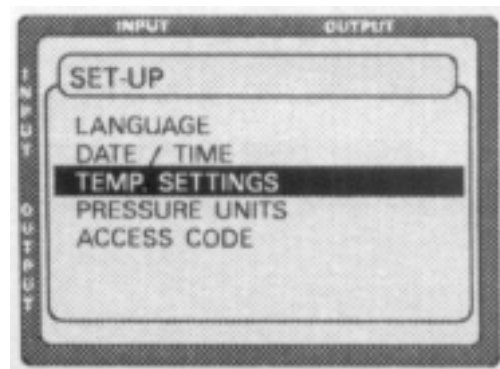 INPUT OUTPUT
INPUT OUTPUT
SET-UP
LANGUAGE
DATE / TIME
TEMP. SETTINGS
PRESSURE UNITS
ACCESS CODE